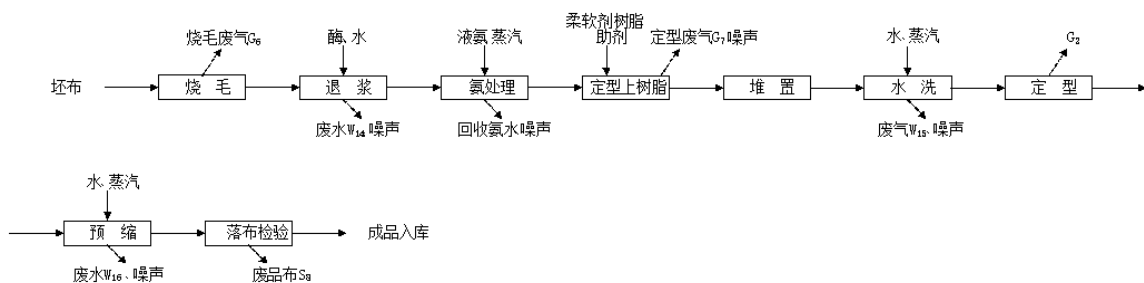 柔软剂树脂
烧毛废气G₆
酶、水
液氨蒸汽
助剂
定型废气G₇噪声
水、蒸汽
G₂
坯布
烧 毛
退 浆
氨处理
定型上树脂
堆 置
水 洗
定 型
废水W₁₄噪声
回收氨水噪声
废气W₁₅、噪声
水、蒸汽
预 缩
落布检验
成品入库
废水W₁₆、噪声
废品布S₈